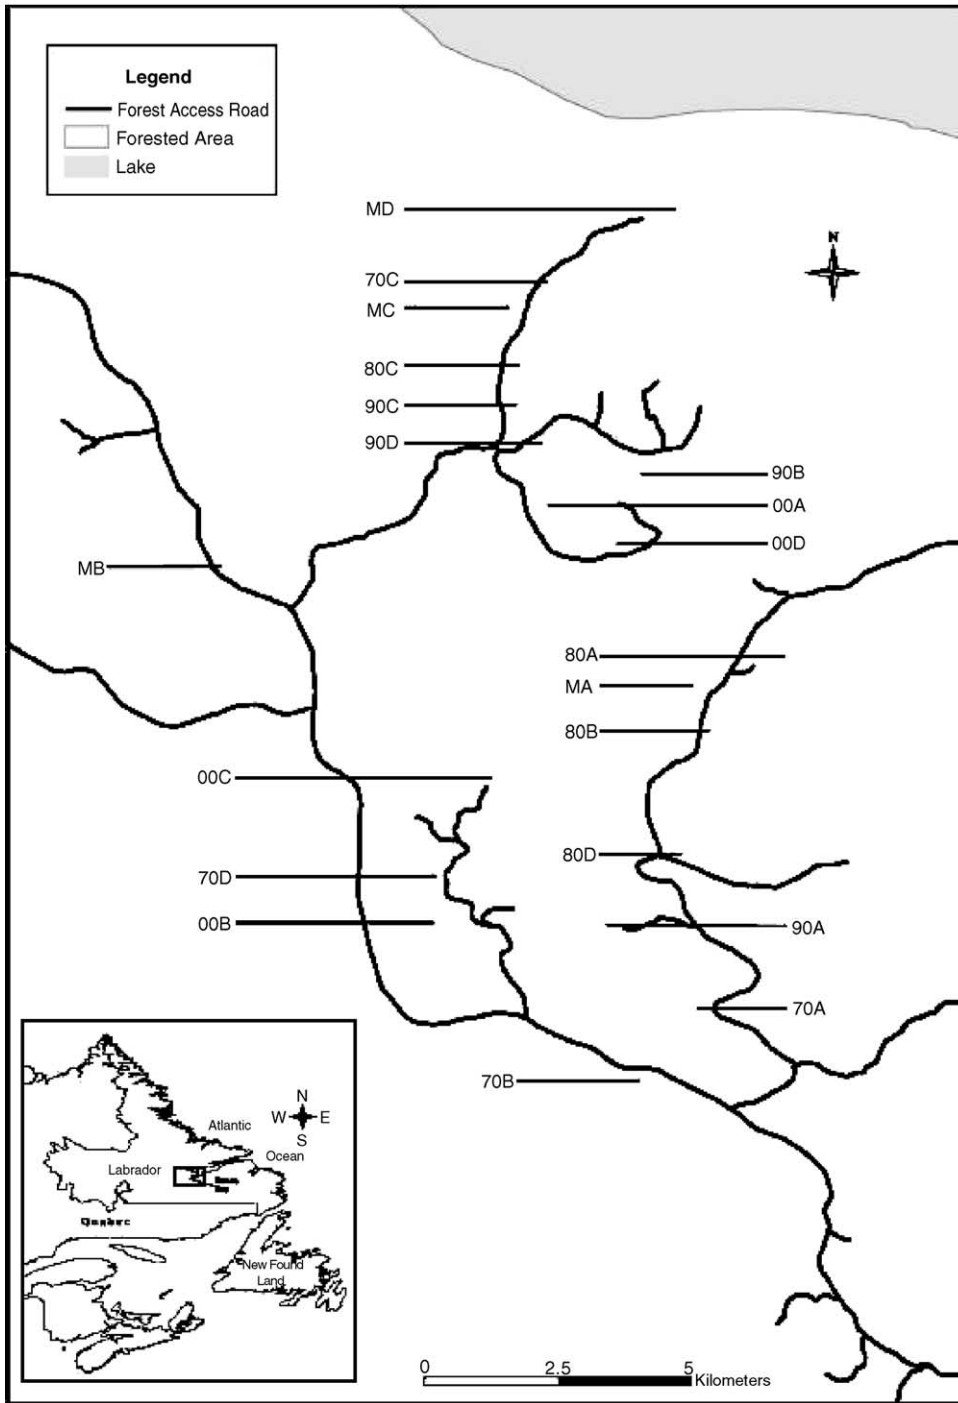 Legend
Forest Access Road
Forested Area
Lake
MD
N
70C
MC
80C
90C
90D
90B
00A
00D
MB
80A
MA
80B
00C
80D
70D
00B
90A
70A
70B
N
W E
S
Atlantic
Ocean
Labrador
Quebec
New Found
Land
0 2.5 5
Kilometers